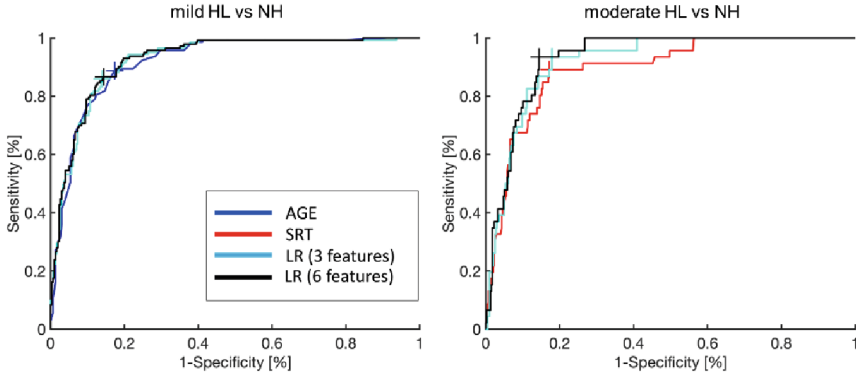 mild HL vs NH
1
0.8
0.6
0.4
0.2
0
0
0.2
0.4
0.6
0.8
1
Sensitivity [%]
1-Specificity [%]
AGE
SRT
LR (3 features)
LR (6 features)
moderate HL vs NH
1
0.8
0.6
0.4
0.2
0
0
0.2
0.4
0.6
0.8
1
Sensitivity [%]
1-Specificity [%]